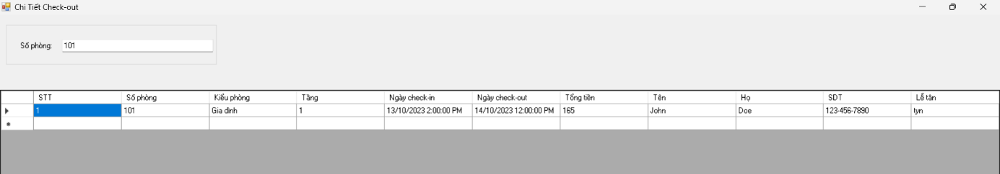 Chi Tiết Check-out
Số phòng: 101
STT Số phòng Kiểu phòng Tầng Ngày check-in Ngày check-out Tổng tiền Tên Họ SDT Lễ tân
1 101 Gia đình 1 13/10/2023 2:00:00 PM 14/10/2023 12:00:00 PM 165 John Doe 123-456-7890 tyn